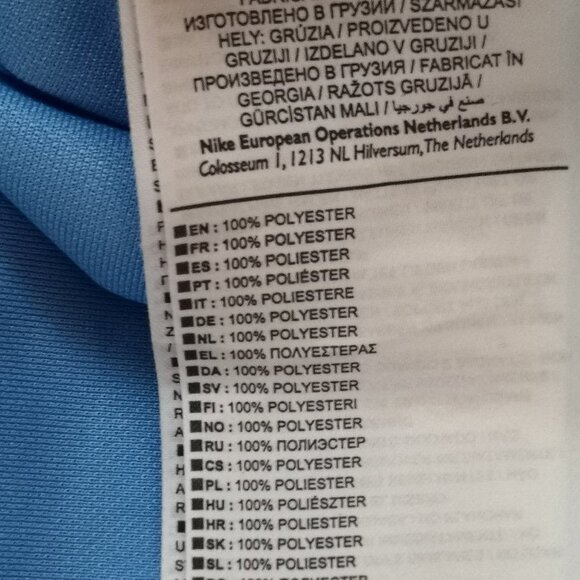 ИЗГОТОВЛЕНО В ГРУЗИИ / SZÁRMAZÁSI
HELY: GRÚZIA / PROIZVEDENO U
GRUZIJI / IZDELANO V GRUZIJI /
ПРОИЗВЕДЕНО В ГРУЗИЯ / FABRICAT ÎN
GEORGIA / RAŽOTS GRUZIJĀ /
GÜRCİSTAN MALI / صنع في جورجيا /
Nike European Operations Netherlands B.V.
Colosseum 1, 1213 NL Hilversum, The Netherlands
EN : 100% POLYESTER
FR : 100% POLYESTER
ES : 100% POLIESTER
PT : 100% POLIÉSTER
IT : 100% POLIESTERE
DE : 100% POLYESTER
NL : 100% POLYESTER
EL : 100% ΠΟΛΥΕΣΤΕΡΑΣ
DA : 100% POLYESTER
SV : 100% POLYESTER
FI : 100% POLYESTERI
NO : 100% POLYESTER
RU : 100% ПОЛИЭСТЕР
CS : 100% POLYESTER
PL : 100% POLIESTER
HU : 100% POLIÉSZTER
HR : 100% POLIESTER
SK : 100% POLYESTER
SL : 100% POLIESTER